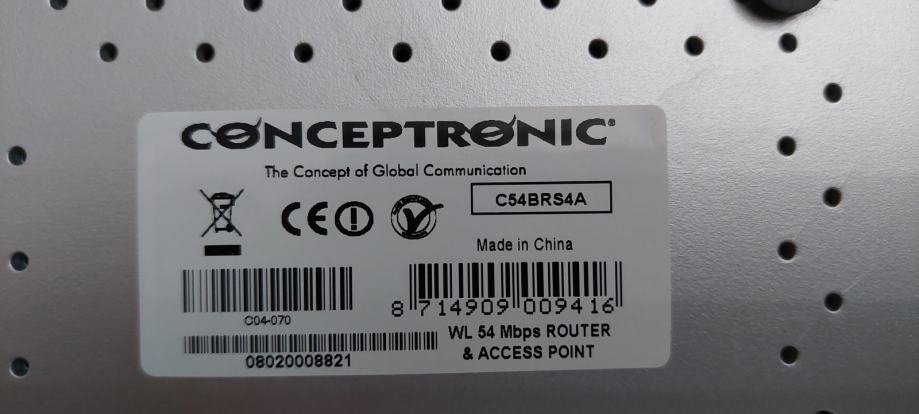 CONCEPTRONIC®
The Concept of Global Communication
C54BRS4A
CE
Made in China
C04-070
8 714909 009416
08020008821
WL 54 Mbps ROUTER
& ACCESS POINT